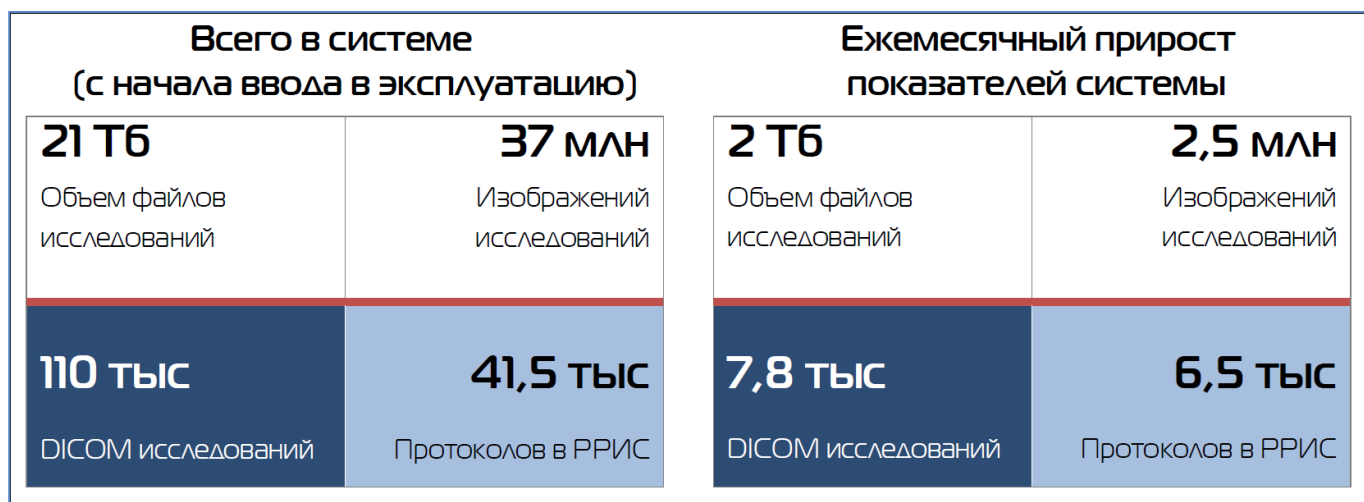 Всего в системе
(с начала ввода в эксплуатацию)
21 Тб
37 млн
Объем файлов
исследований
Изображений
исследований
110 тыс
41,5 тыс
DICOM исследований
Протоколов в РРИС
Ежемесячный прирост
показателей системы
2 Тб
2,5 млн
Объем файлов
исследований
Изображений
исследований
7,8 тыс
6,5 тыс
DICOM исследований
Протоколов в РРИС